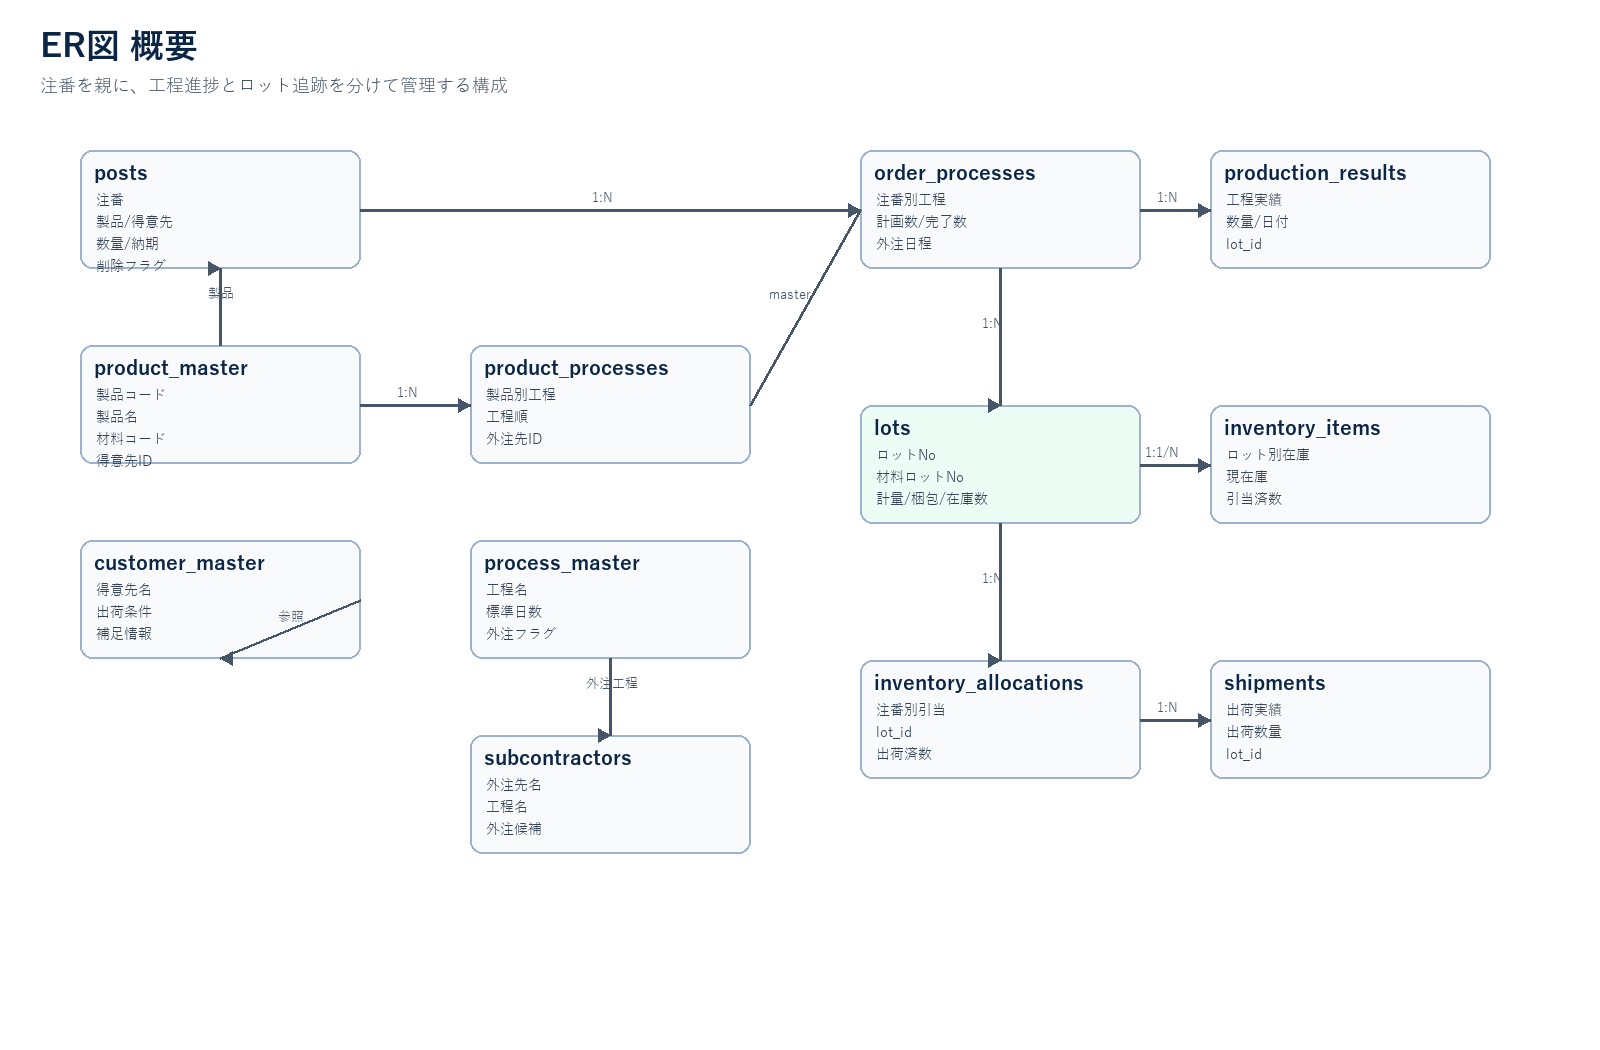 ER図 概要
注番を親に、工程進捗とロット追跡を分けて管理する構成
posts
注番
製品/得意先
数量/納期
削除フラグ
1:N
order_processes
注番別工程
計画数/完了数
外注日程
1:N
production_results
工程実績
数量/日付
lot_id
製品
master
1:N
product_master
製品コード
製品名
材料コード
得意先ID
1:N
product_processes
製品別工程
工程順
外注先ID
lots
ロットNo
材料ロットNo
計量/梱包/在庫数
1:1/N
inventory_items
ロット別在庫
現在庫
引当済数
customer_master
得意先名
出荷条件
補足情報
参照
process_master
工程名
標準日数
外注フラグ
1:N
外注工程
inventory_allocations
注番別引当
lot_id
出荷済数
1:N
shipments
出荷実績
出荷数量
lot_id
subcontractors
外注先名
工程名
外注候補